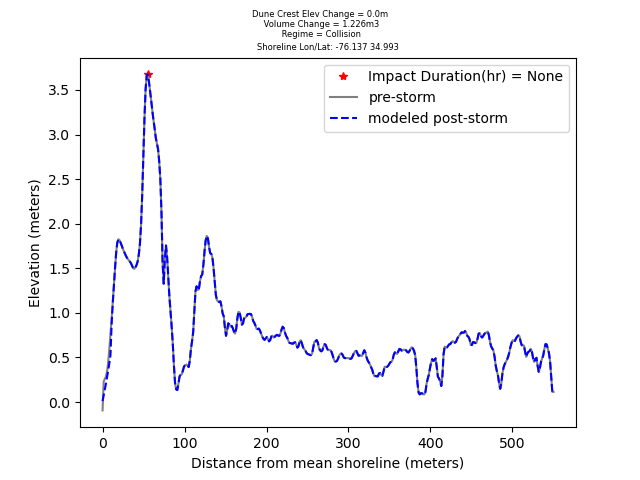 Dune Crest Elev Change = 0.0m
Volume Change = 1.226m3
Regime = Collision
Shoreline Lon/Lat: -76.137 34.993
Impact Duration(hr) = None
pre-storm
modeled post-storm
3.5
3.0
2.5
2.0
1.5
1.0
0.5
0.0
Elevation (meters)
0 100 200 300 400 500
Distance from mean shoreline (meters)